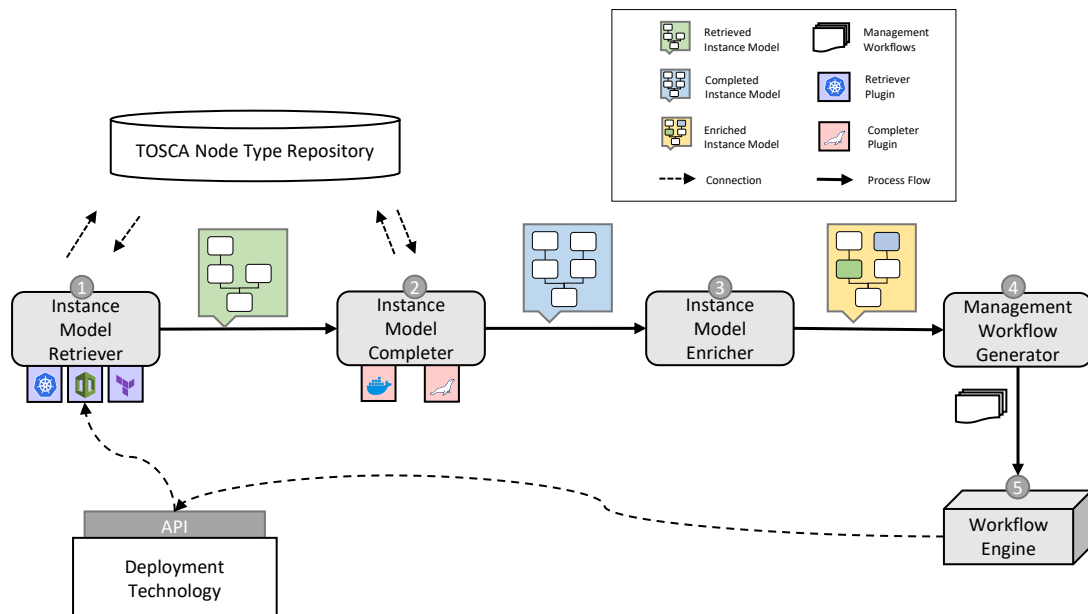 Retrieved
Instance Model
Management
Workflows
Completed
Instance Model
Retriever
Plugin
Enriched
Instance Model
Completer
Plugin
Connection
Process Flow
TOSCA Node Type Repository
1
Instance
Model
Retriever
2
Instance
Model
Completer
3
Instance
Model
Enricher
4
Management
Workflow
Generator
5
Workflow
Engine
API
Deployment
Technology